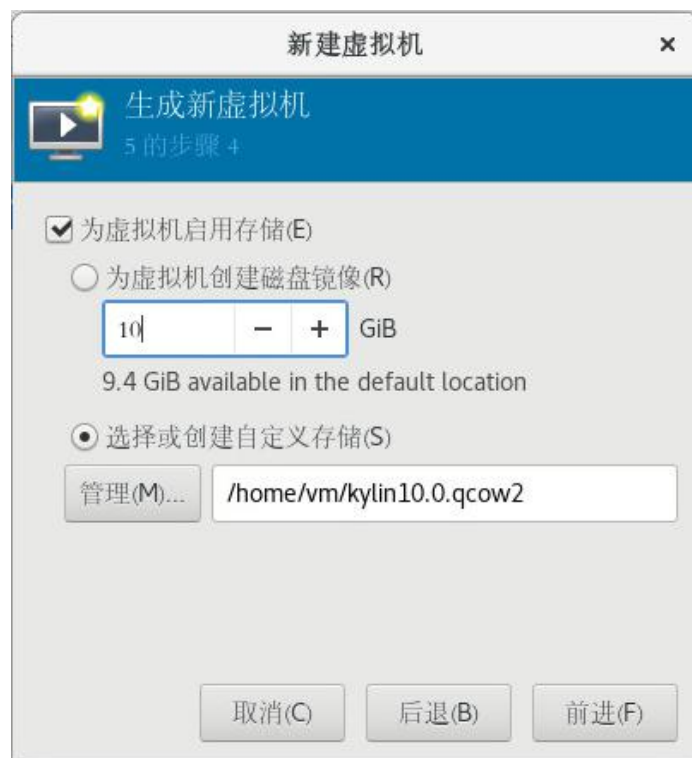 新建虚拟机 ×
生成新虚拟机
5 的步骤 4
为虚拟机启用存储(E)
为虚拟机创建磁盘镜像(R)
10 − + GiB
9.4 GiB available in the default location
选择或创建自定义存储(S)
管理(M)... /home/vm/kylin10.0.qcow2
取消(C) 后退(B) 前进(F)